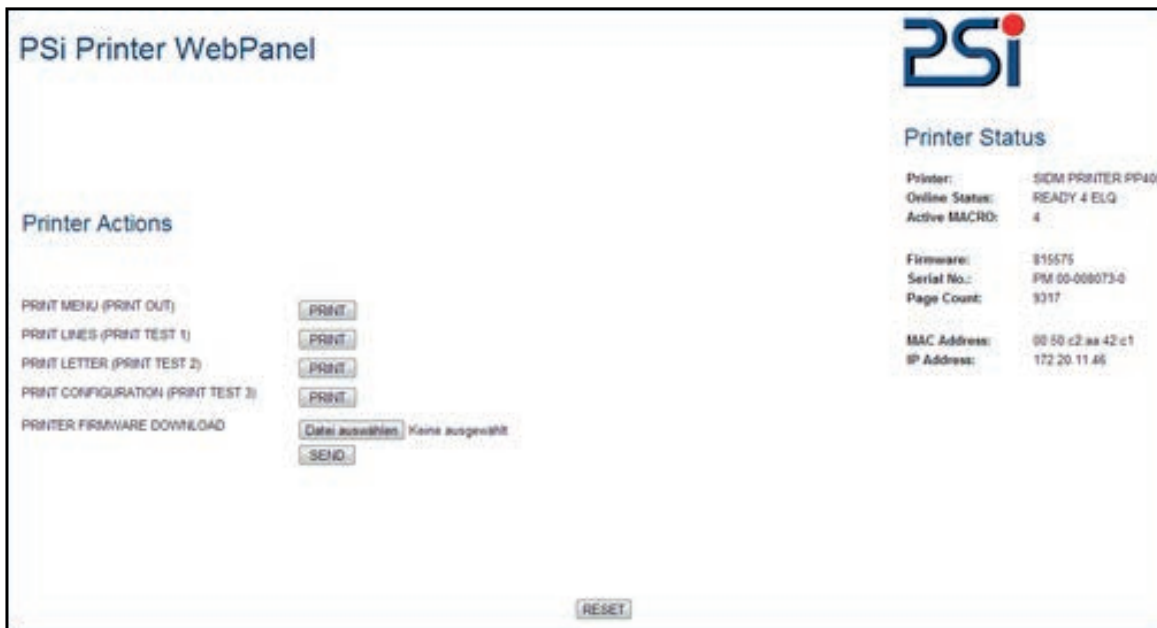 PSi Printer WebPanel
PSi
Printer Status
Printer: SIDM PRINTER PP40
Online Status: READY 4 ELQ
Active MACRO: 4
Printer Actions
Firmware: 815575
Serial No.: PM 00-008073-0
Page Count: 9317
PRINT MENU (PRINT OUT) PRINT
PRINT LINES (PRINT TEST 1) PRINT
MAC Address: 00 50 c2 aa 42 c1
IP Address: 172.20.11.46
PRINT LETTER (PRINT TEST 2) PRINT
PRINT CONFIGURATION (PRINT TEST 3) PRINT
PRINTER FIRMWARE DOWNLOAD Datei auswählen Keine ausgewählt
SEND
RESET